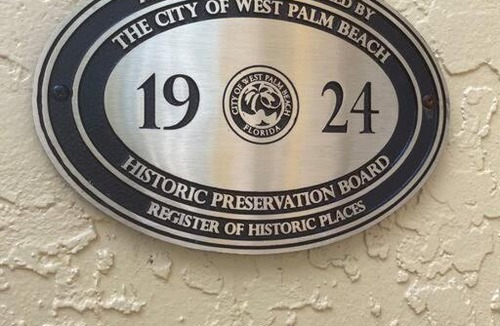 BY
THE CITY OF WEST PALM BEACH
19 24
CITY OF WEST PALM BEACH
FLORIDA
HISTORIC PRESERVATION BOARD
REGISTER OF HISTORIC PLACES